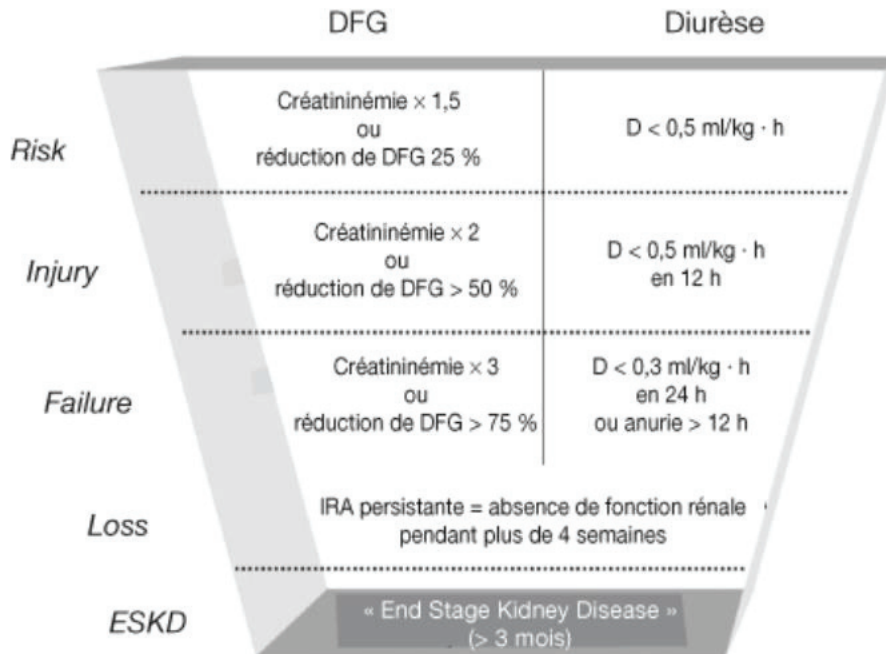 DFG
Diurèse
Risk
Créatininémie × 1,5
ou
réduction de DFG 25 %
D < 0,5 ml/kg · h
Injury
Créatininémie × 2
ou
réduction de DFG > 50 %
D < 0,5 ml/kg · h
en 12 h
Failure
Créatininémie × 3
ou
réduction de DFG > 75 %
D < 0,3 ml/kg · h
en 24 h
ou anurie > 12 h
Loss
IRA persistante = absence de fonction rénale
pendant plus de 4 semaines
ESKD
« End Stage Kidney Disease »
(> 3 mois)